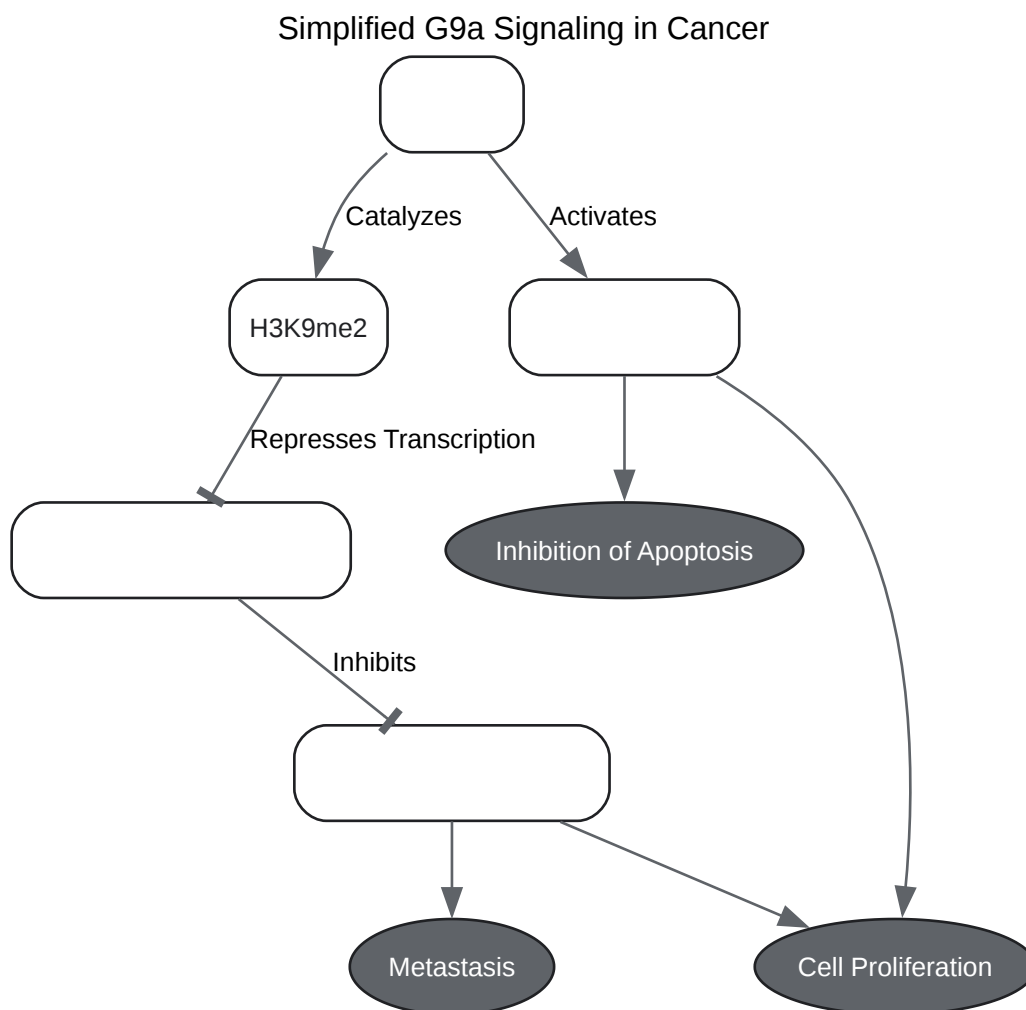 Simplified G9a Signaling in Cancer
Catalyzes
Activates
H3K9me2
Represses Transcription
Inhibition of Apoptosis
Inhibits
Metastasis
Cell Proliferation